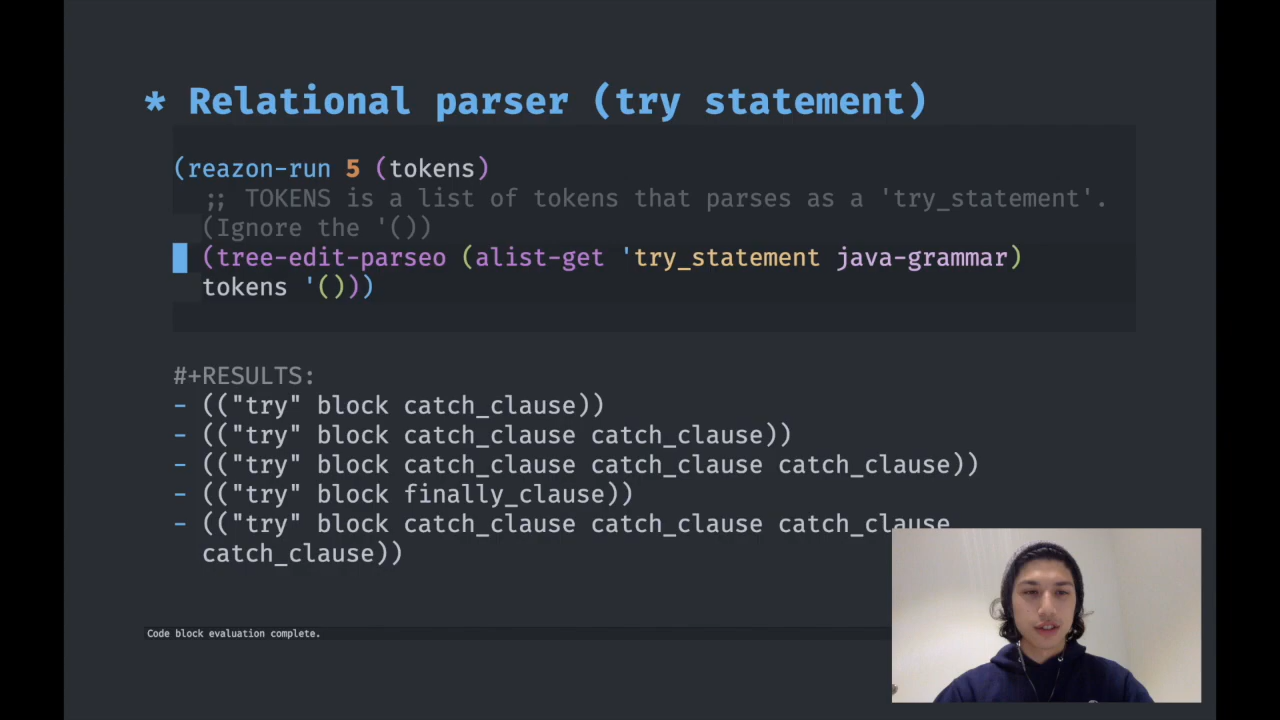 * Relational parser (try statement)
(reazon-run 5 (tokens)
;; TOKENS is a list of tokens that parses as a 'try_statement'.
(Ignore the '())
(tree-edit-parseo (alist-get 'try_statement java-grammar)
tokens '()))
#+RESULTS:
- (("try" block catch_clause))
- (("try" block catch_clause catch_clause))
- (("try" block catch_clause catch_clause catch_clause))
- (("try" block finally_clause))
- (("try" block catch_clause catch_clause catch_clause
catch_clause))
Code block evaluation complete.